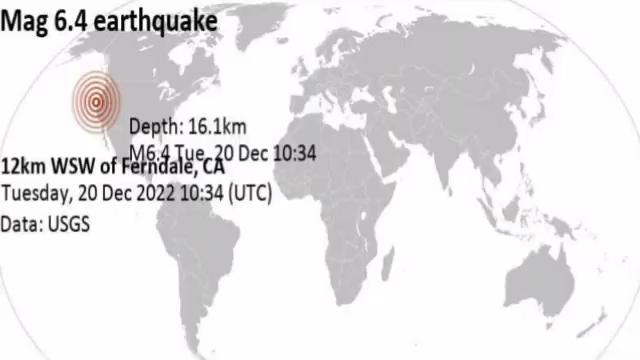 Mag 6.4 earthquake
Depth: 16.1km
M6.4 Tue, 20 Dec 10:34
12km WSW of Ferndale, CA
Tuesday, 20 Dec 2022 10:34 (UTC)
Data: USGS